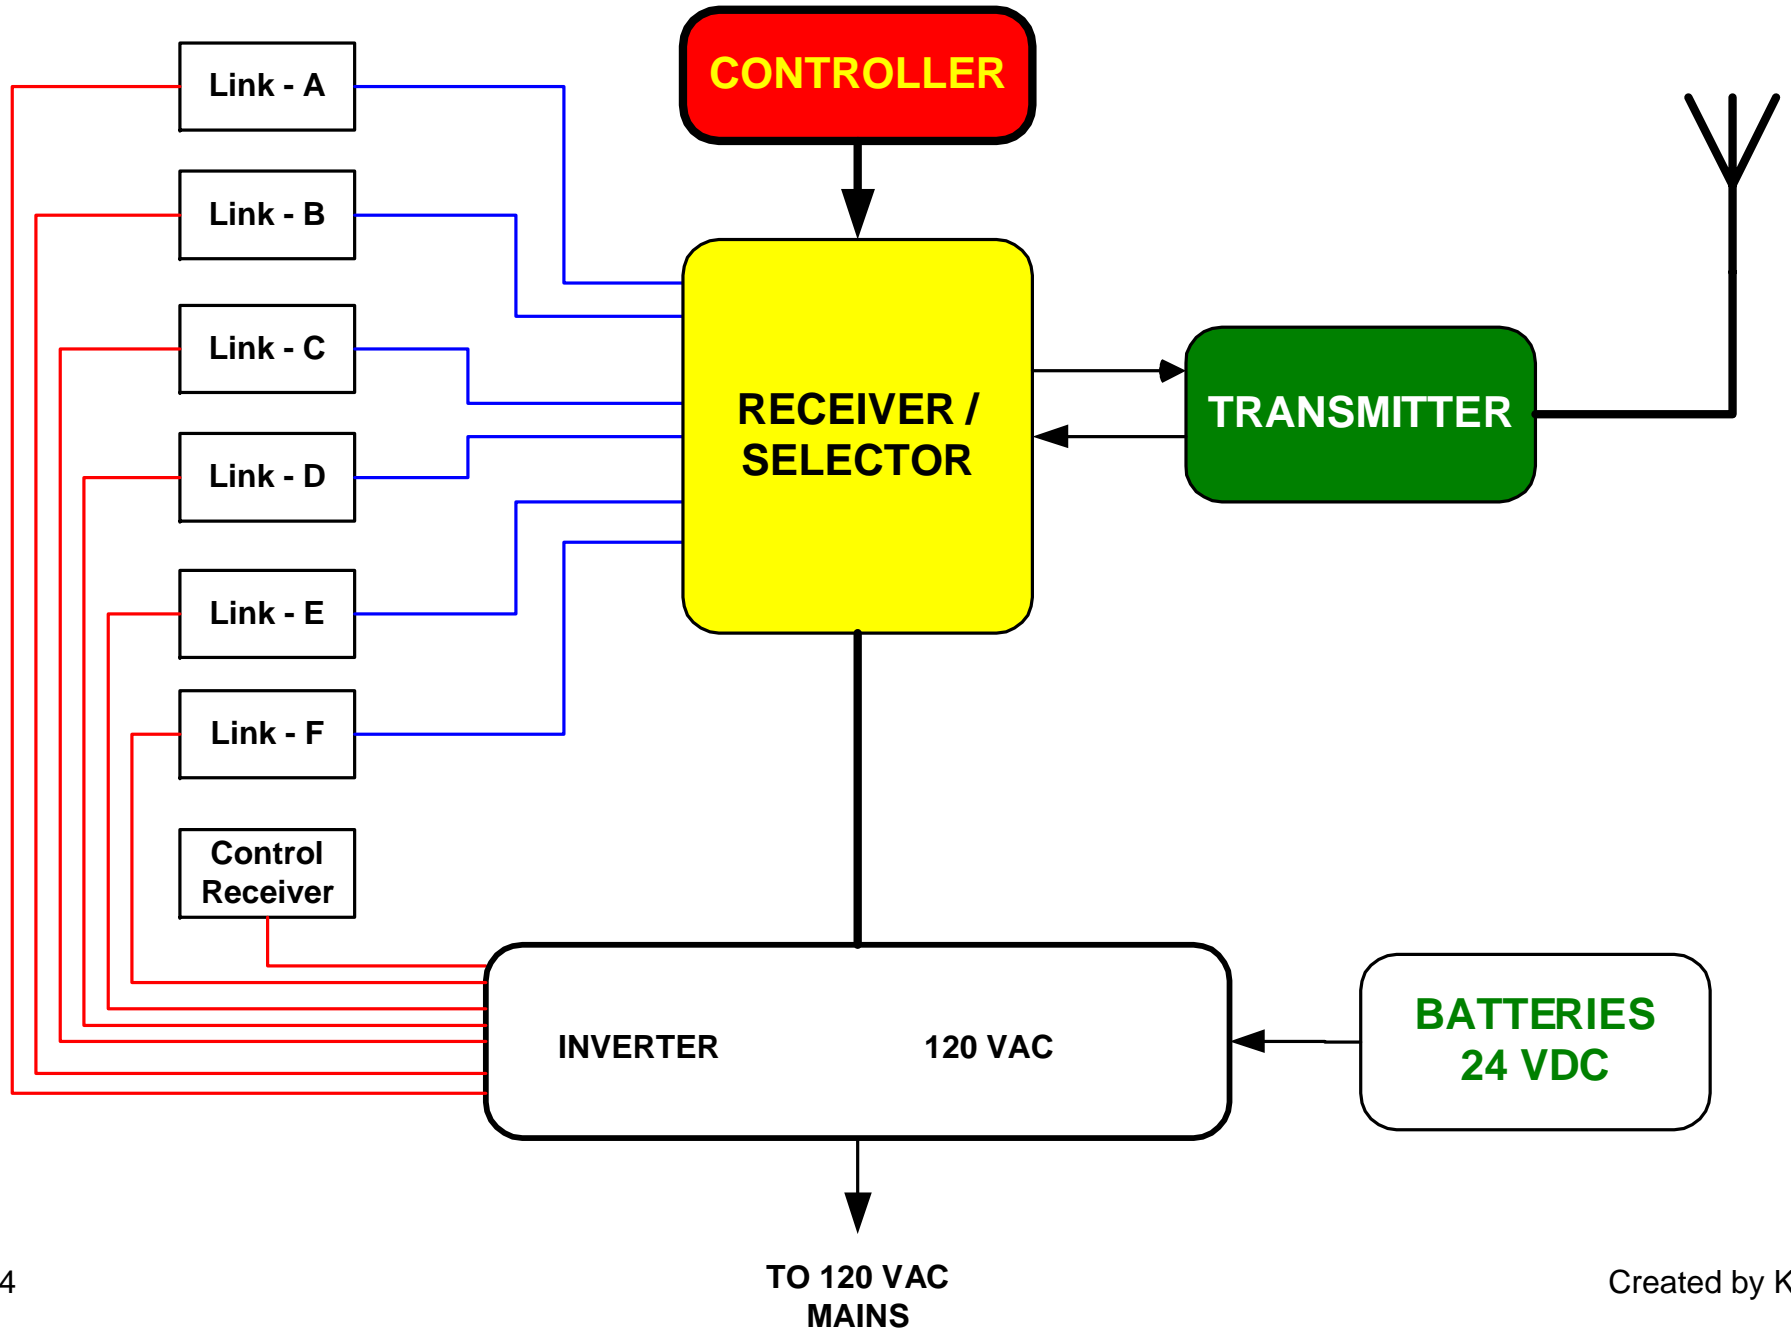 Link - A
CONTROLLER
Link - B
Link - C
Link - D
Link - E
Link - F
RECEIVER /
SELECTOR
TRANSMITTER
Control
Receiver
INVERTER 120 VAC
BATTERIES
24 VDC
TO 120 VAC
MAINS
4
Created by K